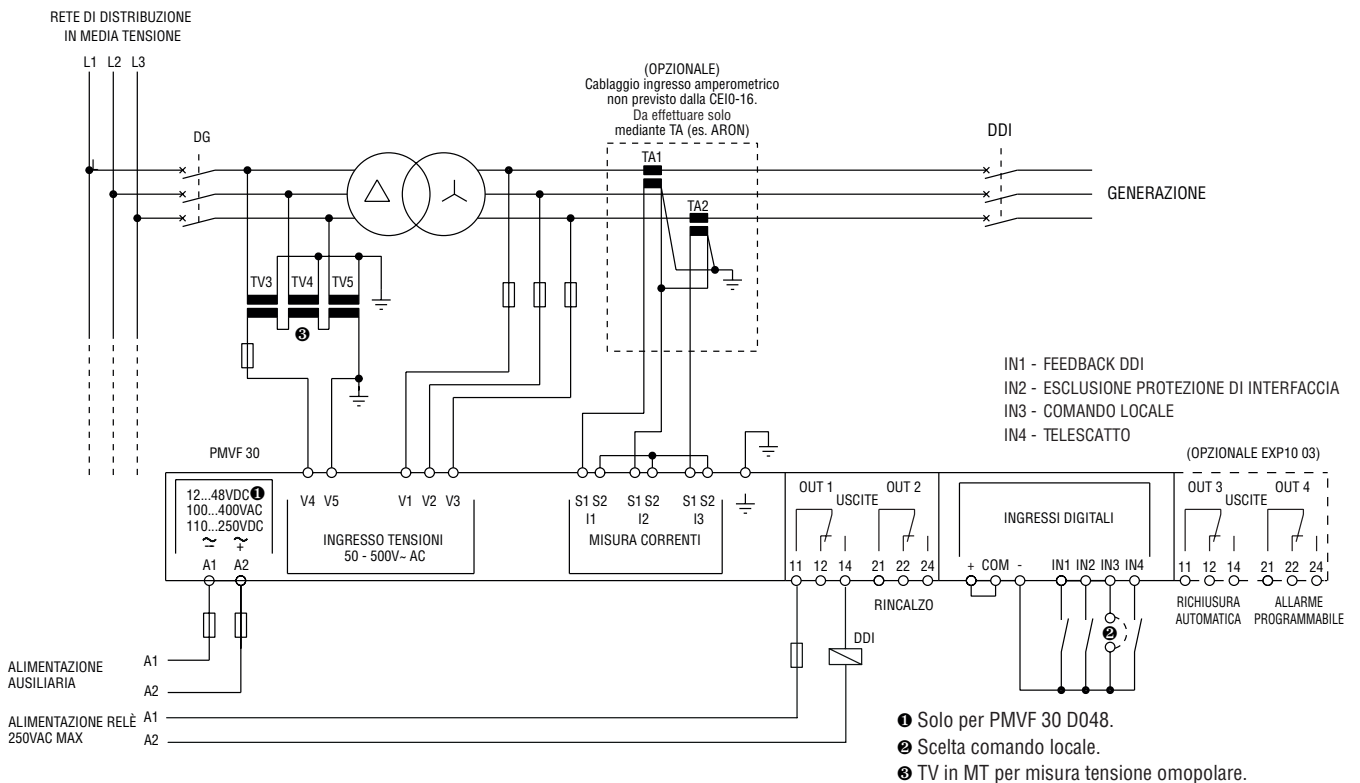 RETE DI DISTRIBUZIONE
IN MEDIA TENSIONE
L1 L2 L3
DG
(OPZIONALE)
Cablaggio ingresso amperometrico
non previsto dalla CEI0-16.
Da effettuare solo
mediante TA (es. ARON)
TA1
TA2
DDI
GENERAZIONE
TV3 TV4 TV5
❸
IN1 - FEEDBACK DDI
IN2 - ESCLUSIONE PROTEZIONE DI INTERFACCIA
IN3 - COMANDO LOCALE
IN4 - TELESCATTO
PMVF 30
(OPZIONALE EXP10 03)
12...48VDC❶
100...400VAC
110...250VDC
~ ~
- +
A1 A2
V4 V5 V1 V2 V3
INGRESSO TENSIONI
50 - 500V~ AC
S1 S2 S1 S2 S1 S2
I1 I2 I3
MISURA CORRENTI
OUT 1 OUT 2
USCITE
11 12 14 21 22 24
RINCALZO
INGRESSI DIGITALI
+ COM - IN1 IN2 IN3 IN4
❷
OUT 3 OUT 4
USCITE
11 12 14 21 22 24
RICHIUSURA
AUTOMATICA
ALLARME
PROGRAMMABILE
DDI
ALIMENTAZIONE
AUSILIARIA
A1
A2
ALIMENTAZIONE RELÈ
250VAC MAX
A1
A2
❶ Solo per PMVF 30 D048.
❷ Scelta comando locale.
❸ TV in MT per misura tensione omopolare.